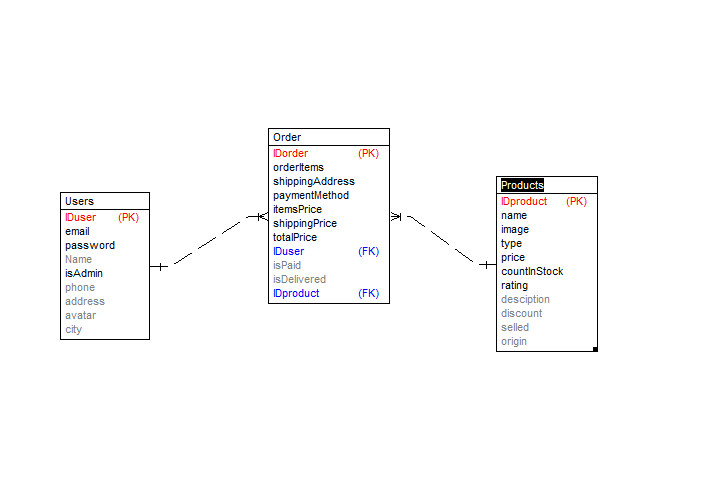 Users
IDuser (PK)
email
password
Name
isAdmin
phone
address
avatar
city
Order
IDorder (PK)
orderItems
shippingAddress
paymentMethod
itemsPrice
shippingPrice
totalPrice
IDuser (FK)
isPaid
isDelivered
IDproduct (FK)
Products
IDproduct (PK)
name
image
type
price
countInStock
rating
desciption
discount
selled
origin